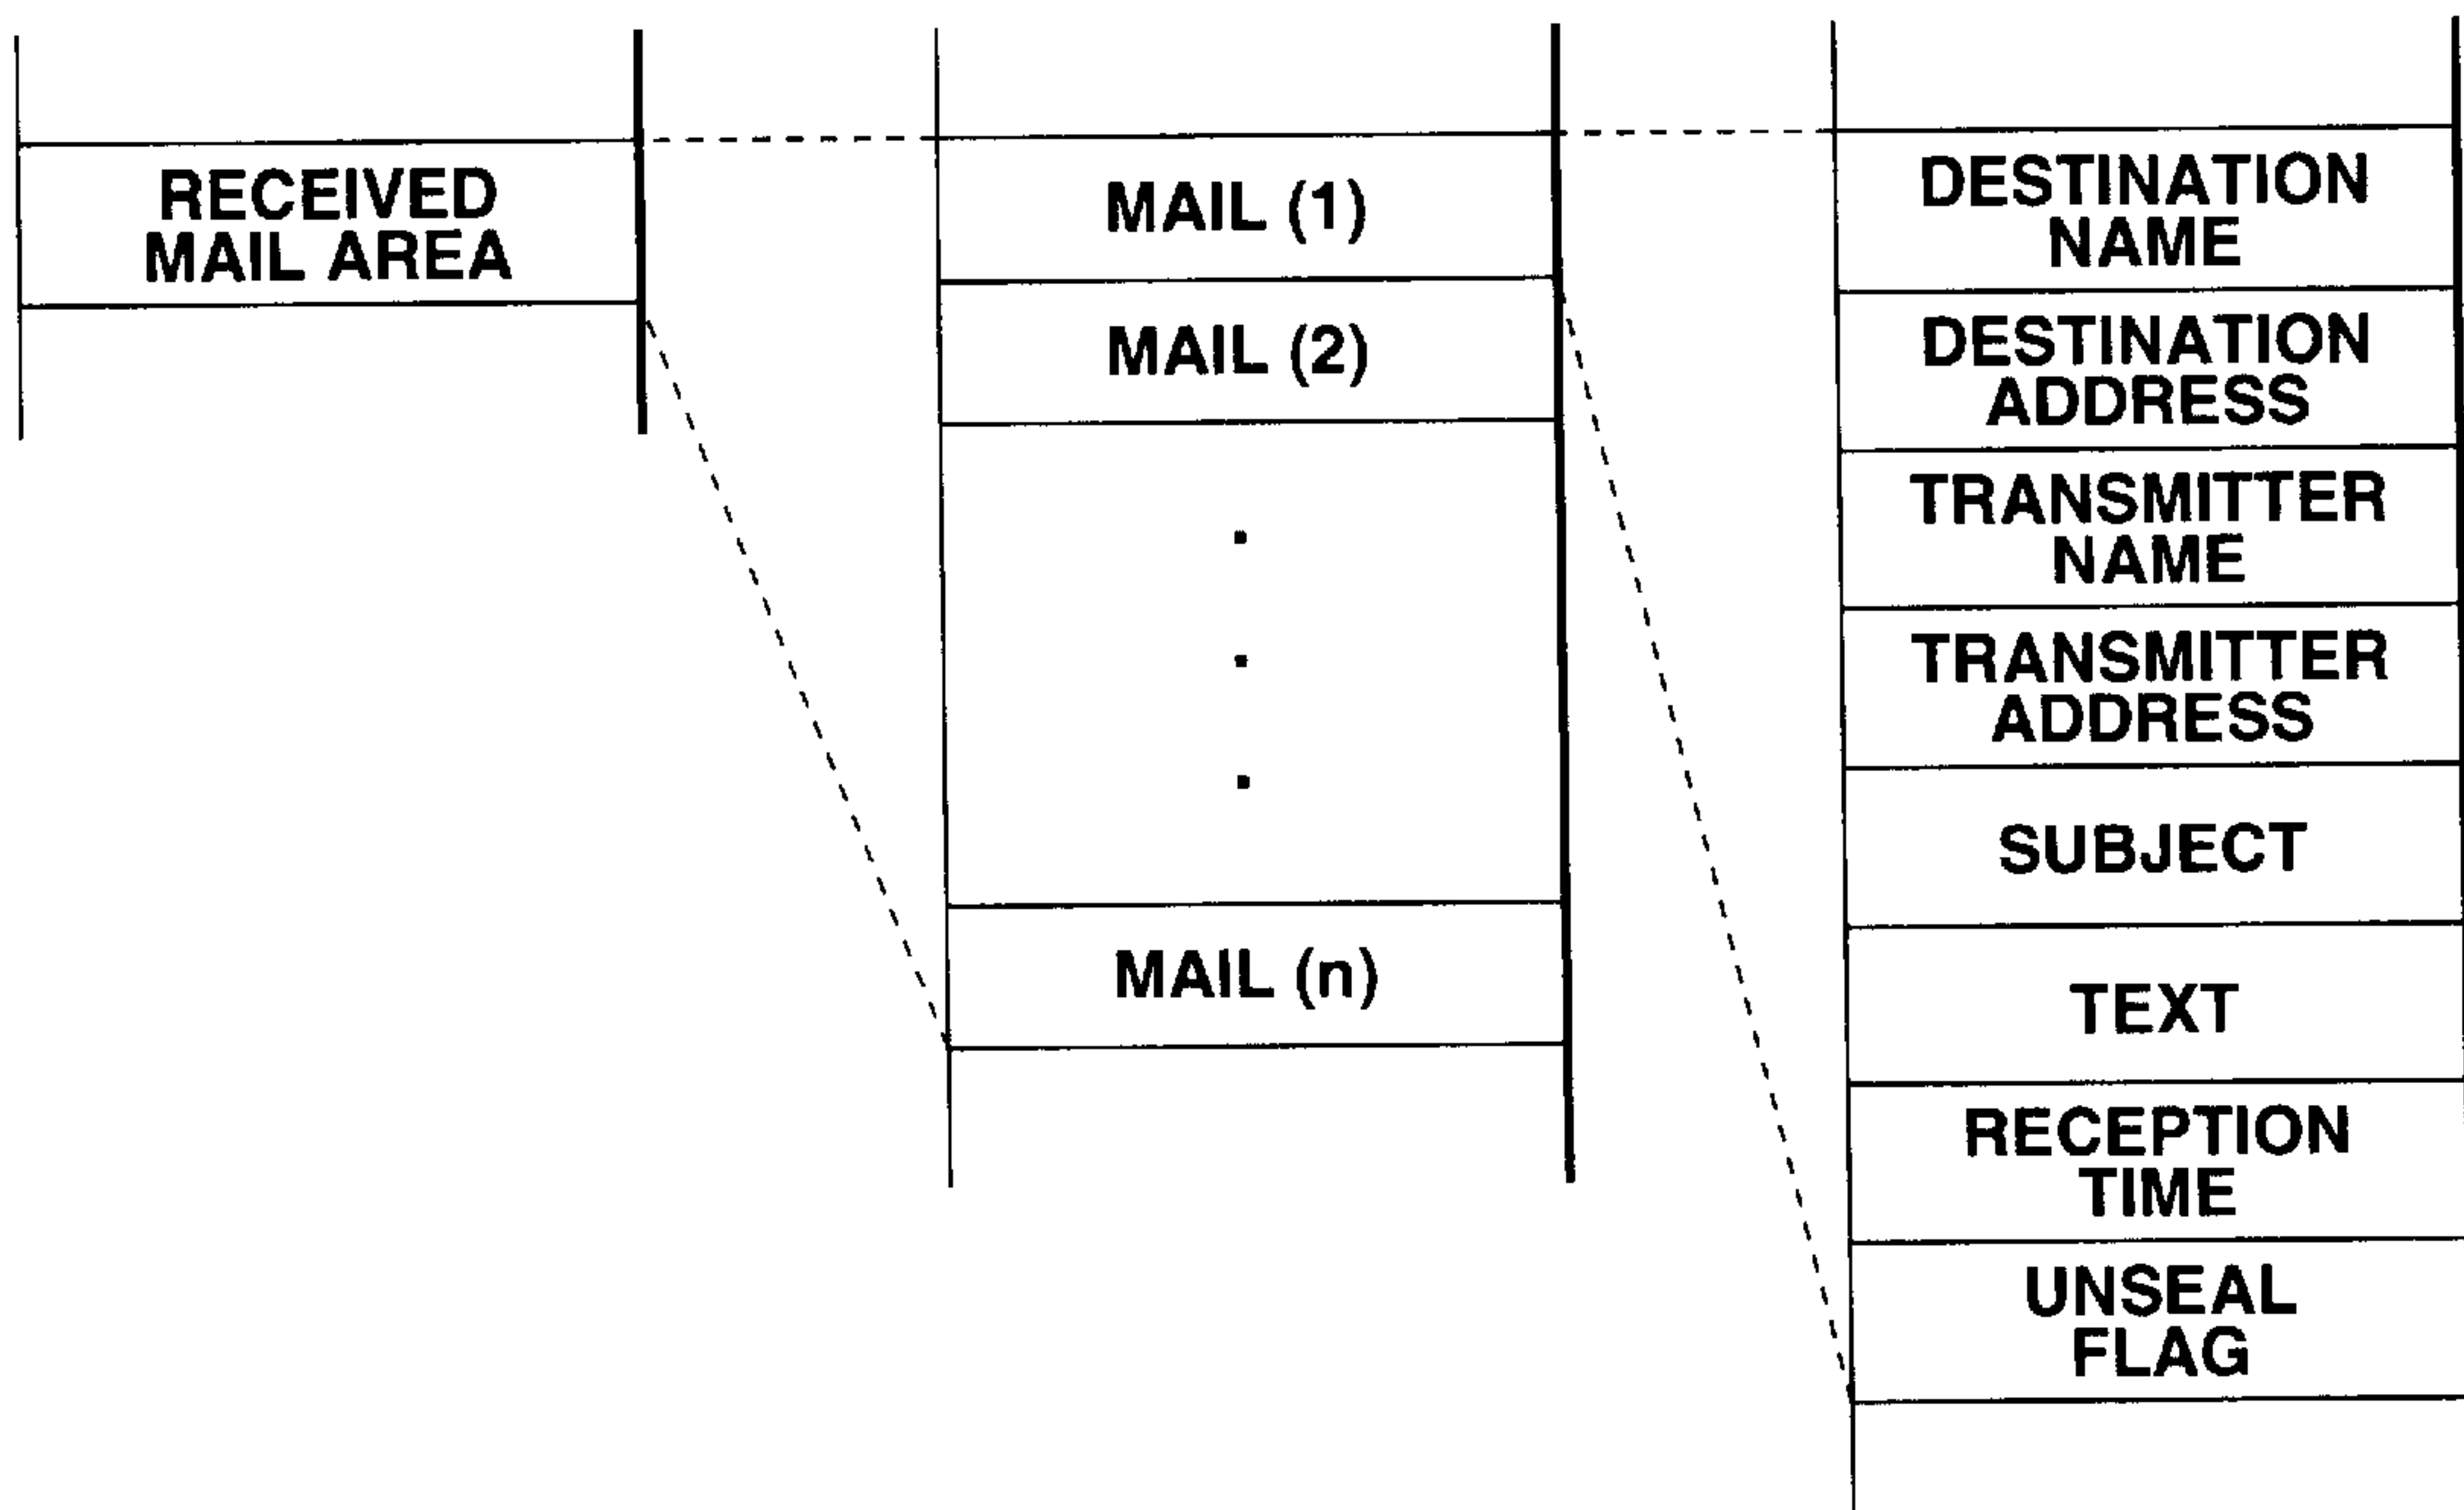 RECEIVED
MAIL AREA
MAIL (1)
MAIL (2)
MAIL (n)
DESTINATION
NAME
DESTINATION
ADDRESS
TRANSMITTER
NAME
TRANSMITTER
ADDRESS
SUBJECT
TEXT
RECEPTION
TIME
UNSEAL
FLAG